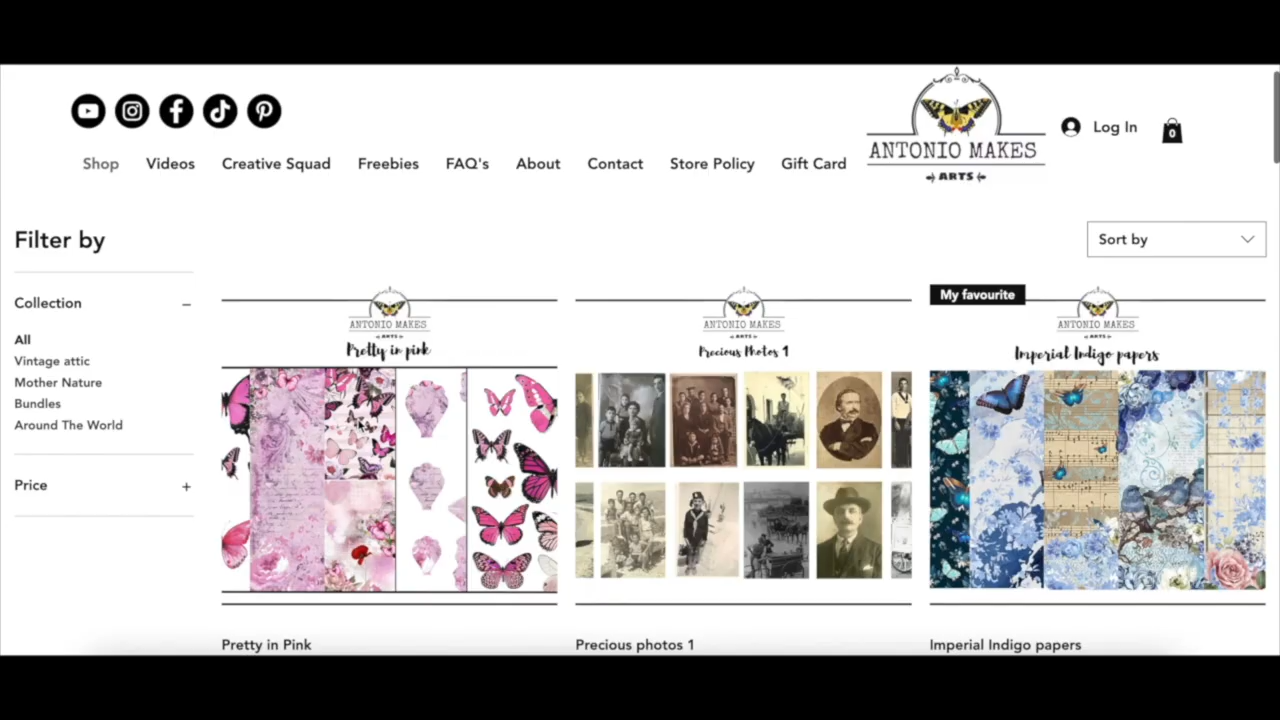 Log In
0
Shop Videos Creative Squad Freebies FAQ's About Contact Store Policy Gift Card
ANTONIO MAKES
ARTS
Filter by
Sort by
Collection
All
Vintage attic
Mother Nature
Bundles
Around The World
Price
ANTONIO MAKES
ARTS
Pretty in pink
Pretty in Pink
ANTONIO MAKES
ARTS
Precious Photos 1
Precious photos 1
My favourite
ANTONIO MAKES
ARTS
Imperial Indigo papers
Imperial Indigo papers